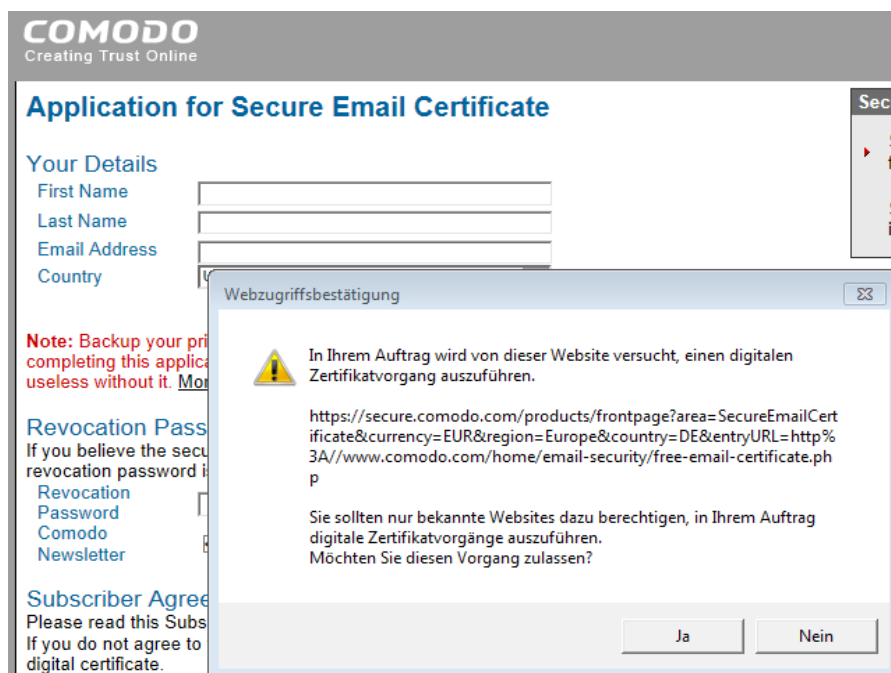 COMODO
Creating Trust Online
Application for Secure Email Certificate
Sec
Your Details
First Name
Last Name
Email Address
Country
Webzugriffsbestätigung
Note: Backup your pri
completing this applica
useless without it. Mor
In Ihrem Auftrag wird von dieser Website versucht, einen digitalen
Zertifikatvorgang auszuführen.
https://secure.comodo.com/products/frontpage?area=SecureEmailCert
ificate&currency=EUR&region=Europe&country=DE&entryURL=http%
3A//www.comodo.com/home/email-security/free-email-certificate.ph
p
Sie sollten nur bekannte Websites dazu berechtigen, in Ihrem Auftrag
digitale Zertifikatvorgänge auszuführen.
Möchten Sie diesen Vorgang zulassen?
Ja
Nein
Revocation Pass
If you believe the secu
revocation password i
Revocation
Password
Comodo
Newsletter
Subscriber Agree
Please read this Subs
If you do not agree to
digital certificate.